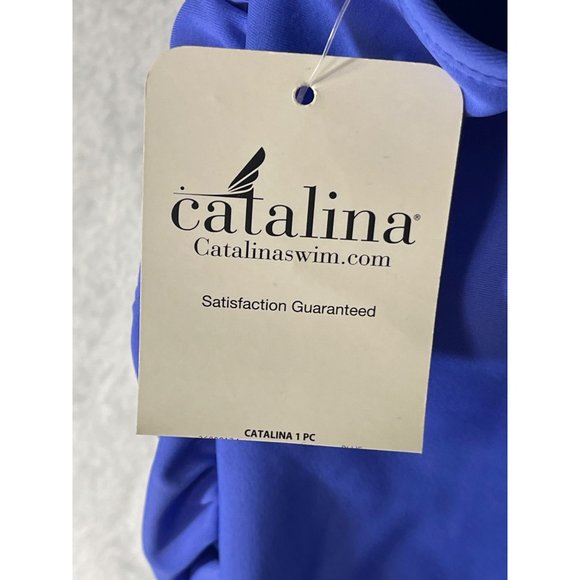 catalina®
Catalinaswim.com
Satisfaction Guaranteed
CATALINA 1 PC